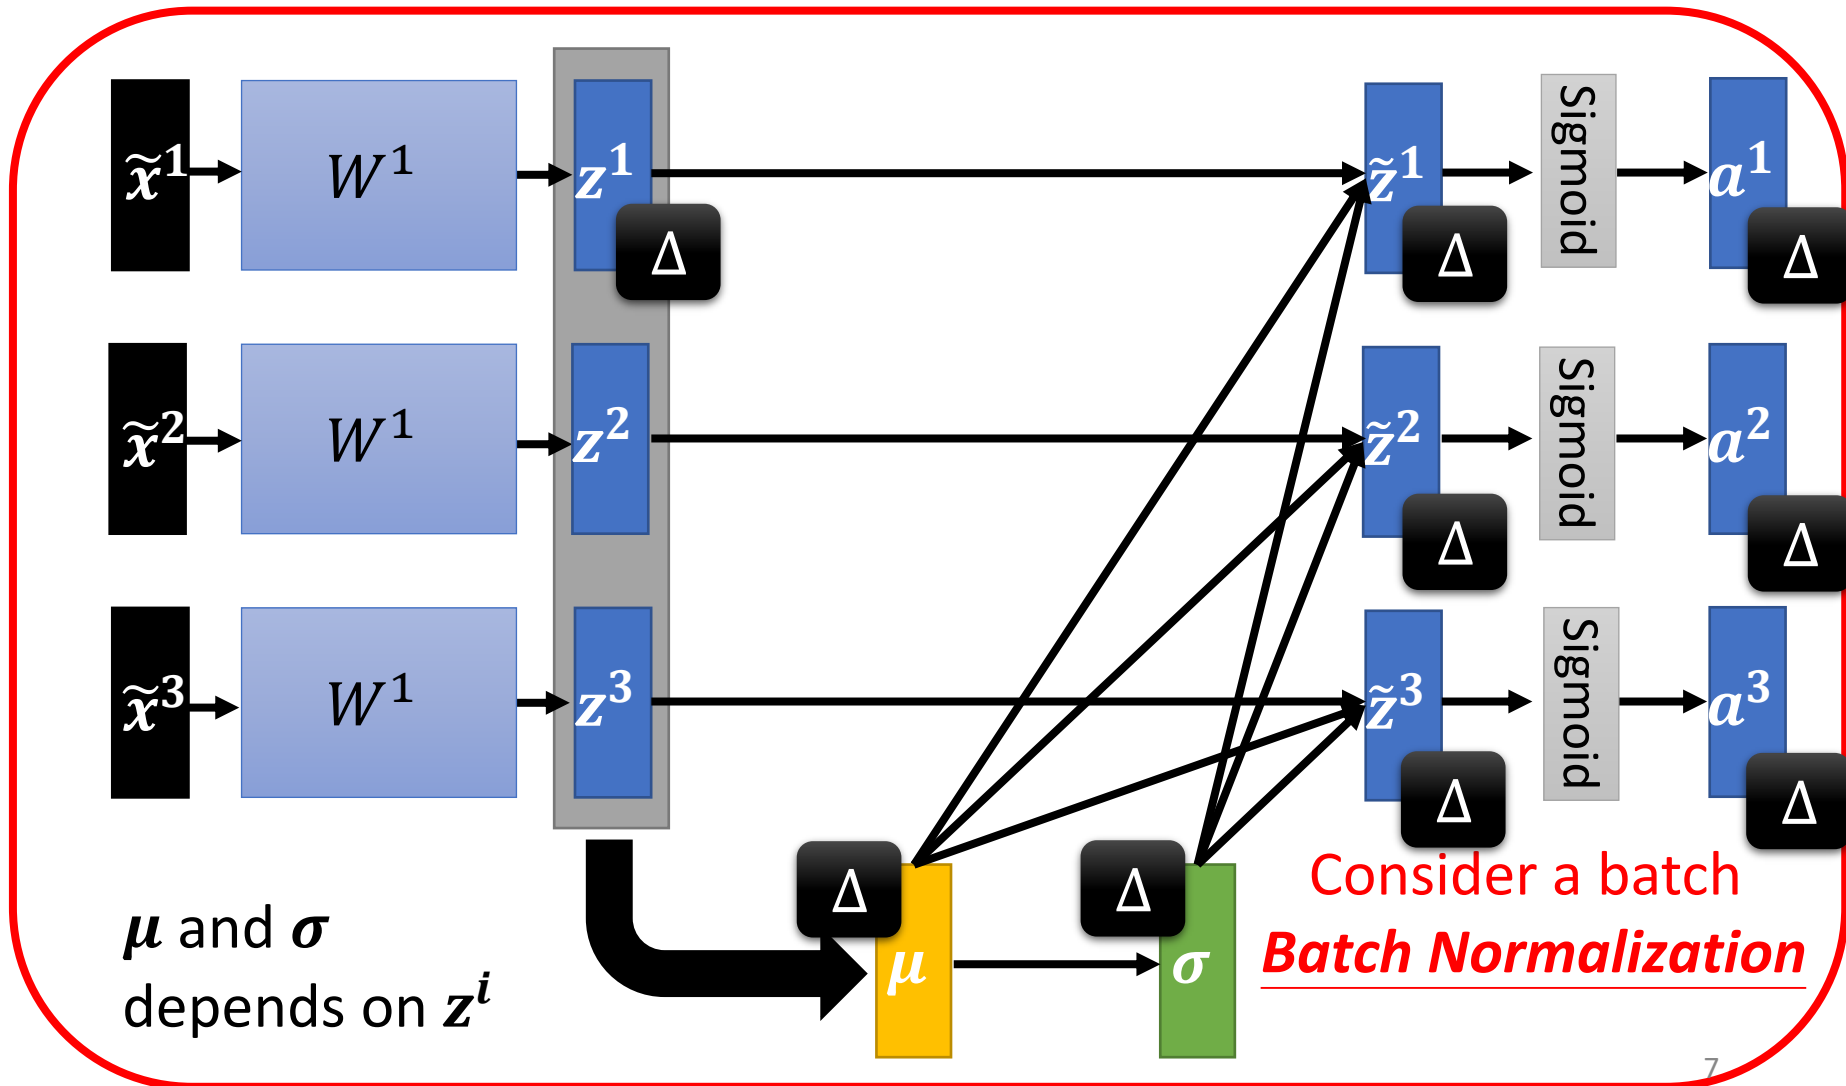 x̃¹ W¹ z¹ z̃¹ Sigmoid a¹
Δ Δ Δ
x̃² W¹ z² z̃² Sigmoid a²
Δ Δ
x̃³ W¹ z³ z̃³ Sigmoid a³
Δ Δ
Δ Δ
μ σ
Consider a batch
Batch Normalization
μ and σ
depends on zⁱ
7